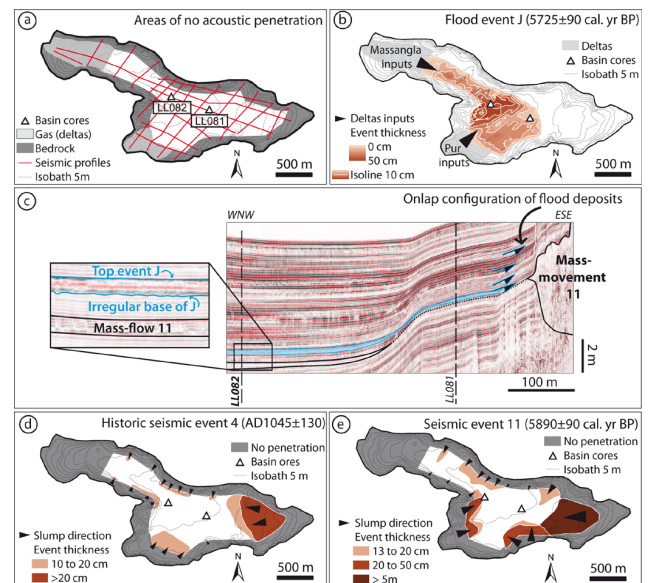 a
Areas of no acoustic penetration
LL082
LL081
Basin cores
Gas (deltas)
Bedrock
Seismic profiles
Isobath 5m
N
500 m
b
Flood event J (5725±90 cal. yr BP)
Massangla
inputs
Deltas
Basin cores
Isobath 5 m
Deltas inputs
Event thickness
0 cm
50 cm
Isoline 10 cm
Pur
inputs
N
500 m
c
Onlap configuration of flood deposits
WNW
ESE
Top event J
Irregular base of J
Mass-flow 11
Mass-
movement
11
2 m
100 m
LL082
LL081
d
Historic seismic event 4 (AD1045±130)
No penetration
Basin ores
Isobath 5 m
Slump direction
Event thickness
10 to 20 cm
>20 cm
N
500 m
e
Seismic event 11 (5890±90 cal. yr BP)
No penetration
Basin cores
Isobath 5 m
Slump direction
Event thickness
13 to 20 cm
20 to 50 cm
> 5m
N
500 m